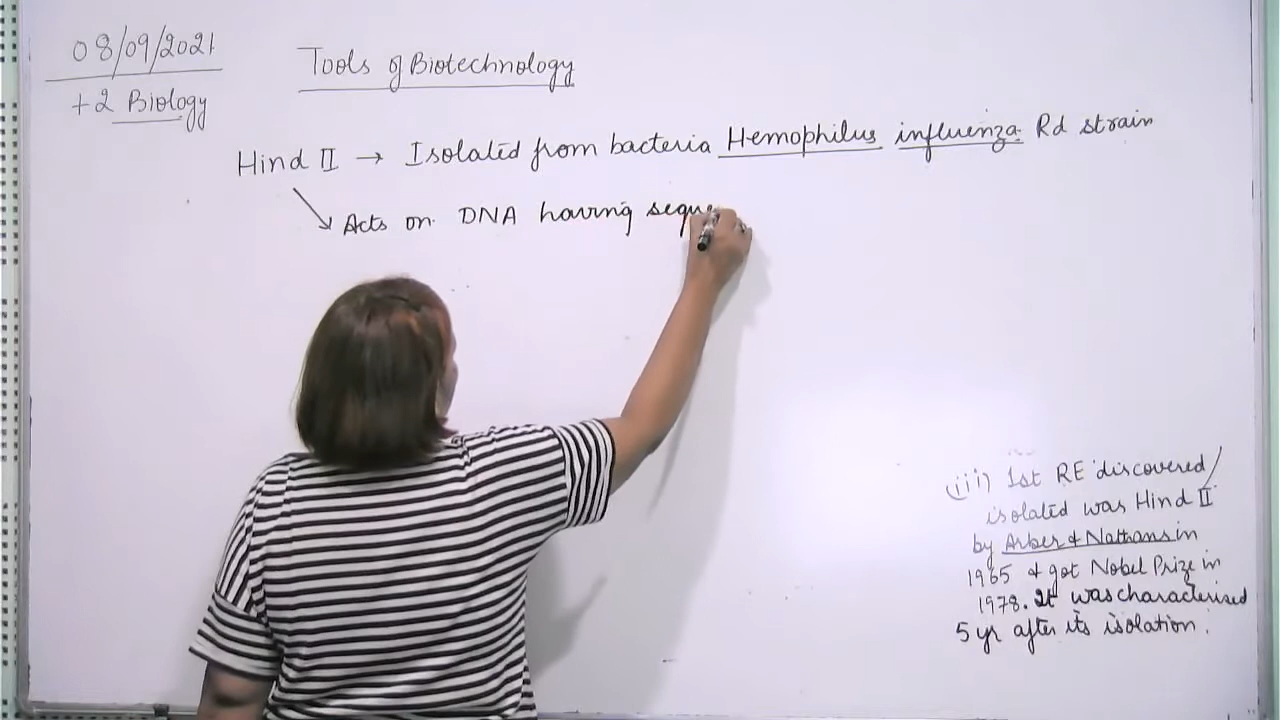 08/09/2021
+2 Biology
Tools of Biotechnology
Hind II → Isolated from bacteria Hemophilus influenza Rd strain
Acts on DNA having seque
(iii) 1st RE discovered/
isolated was Hind II
by Arber & Nathans in
1965 & got Nobel Prize in
1978. It was characterised
5 yr after its isolation.